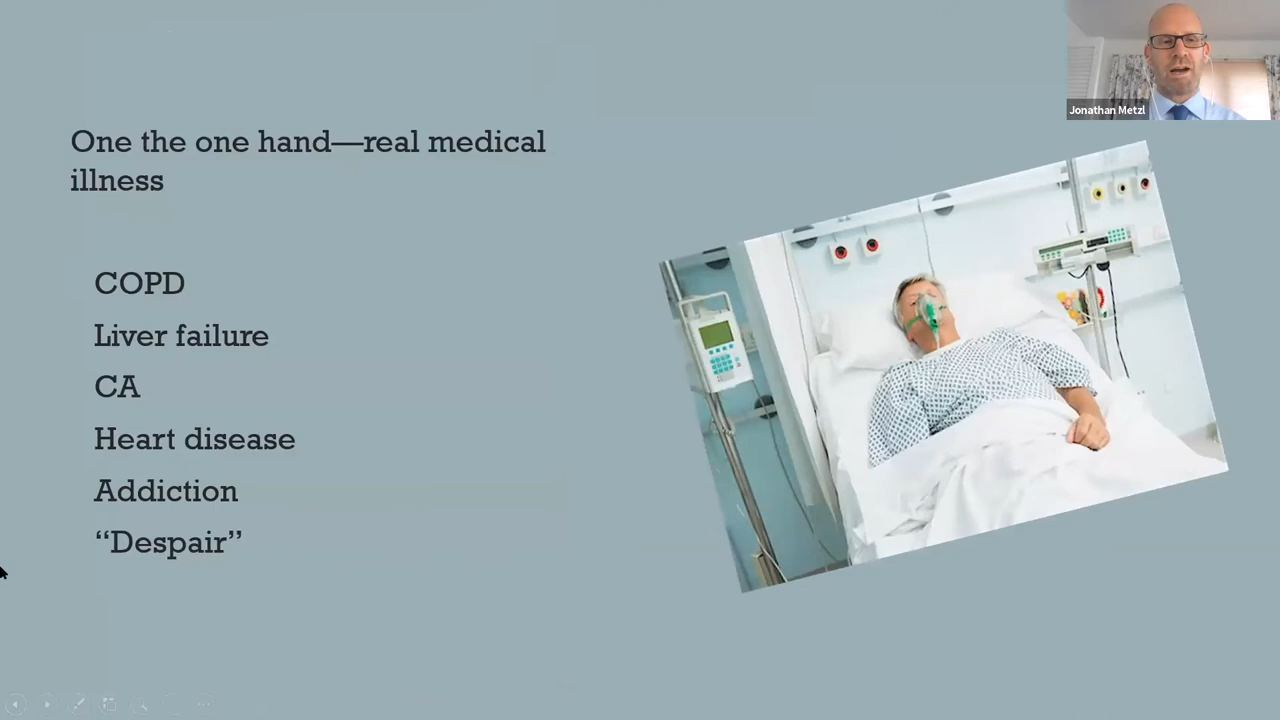 Jonathan Metzl
One the one hand—real medical
illness
COPD
Liver failure
CA
Heart disease
Addiction
“Despair”